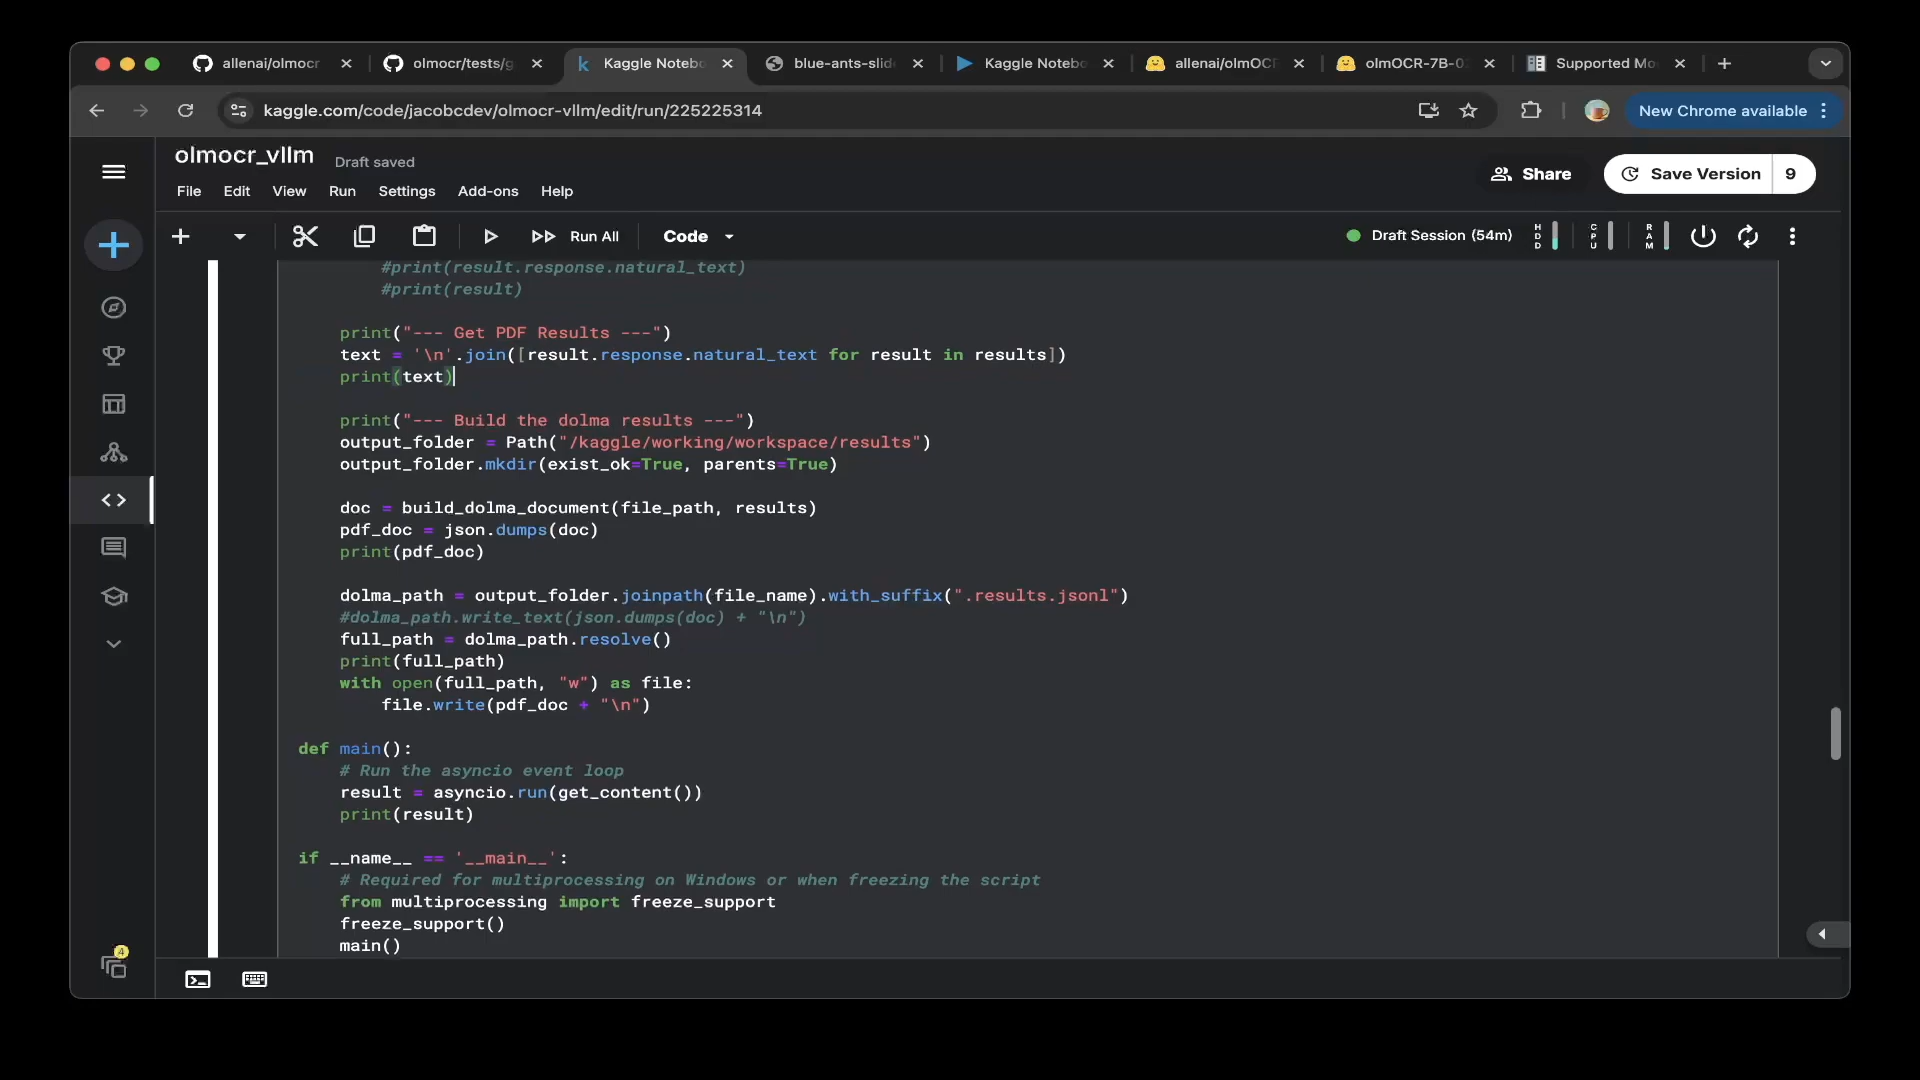 allenai/olmocr
olmocr/tests/g
Kaggle Notebo
blue-ants-slid
Kaggle Notebo
allenai/olmOC
olmOCR-7B-0
Supported Mo
kaggle.com/code/jacobcdev/olmocr-vllm/edit/run/225225314
New Chrome available
olmocr_vllm
Draft saved
File Edit View Run Settings Add-ons Help
Share
Save Version 9
Run All
Code
Draft Session (54m)
HDD
CPU
RAM
#print(result.response.natural_text)
#print(result)
print("--- Get PDF Results ---")
text = '\n'.join([result.response.natural_text for result in results])
print(text)
print("--- Build the dolma results ---")
output_folder = Path("/kaggle/working/workspace/results")
output_folder.mkdir(exist_ok=True, parents=True)
doc = build_dolma_document(file_path, results)
pdf_doc = json.dumps(doc)
print(pdf_doc)
dolma_path = output_folder.joinpath(file_name).with_suffix(".results.jsonl")
#dolma_path.write_text(json.dumps(doc) + "\n")
full_path = dolma_path.resolve()
print(full_path)
with open(full_path, "w") as file:
file.write(pdf_doc + "\n")
def main():
# Run the asyncio event loop
result = asyncio.run(get_content())
print(result)
if __name__ == '__main__':
# Required for multiprocessing on Windows or when freezing the script
from multiprocessing import freeze_support
freeze_support()
main()
4